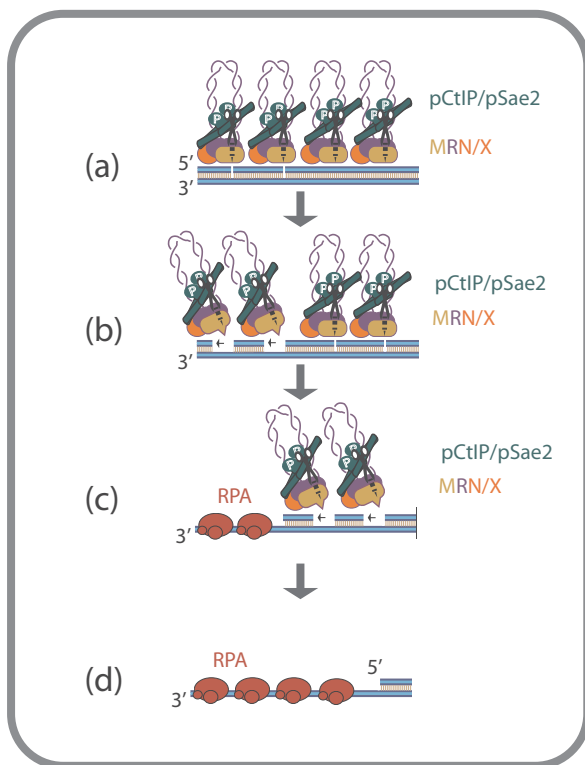 pCtIP/pSae2
P P P P P P P
MRN/X
(a)
5’
3’
pCtIP/pSae2
P P P P P P
(b)
MRN/X
3’
pCtIP/pSae2
P P
MRN/X
RPA
(c)
3’
RPA
5’
(d)
3’